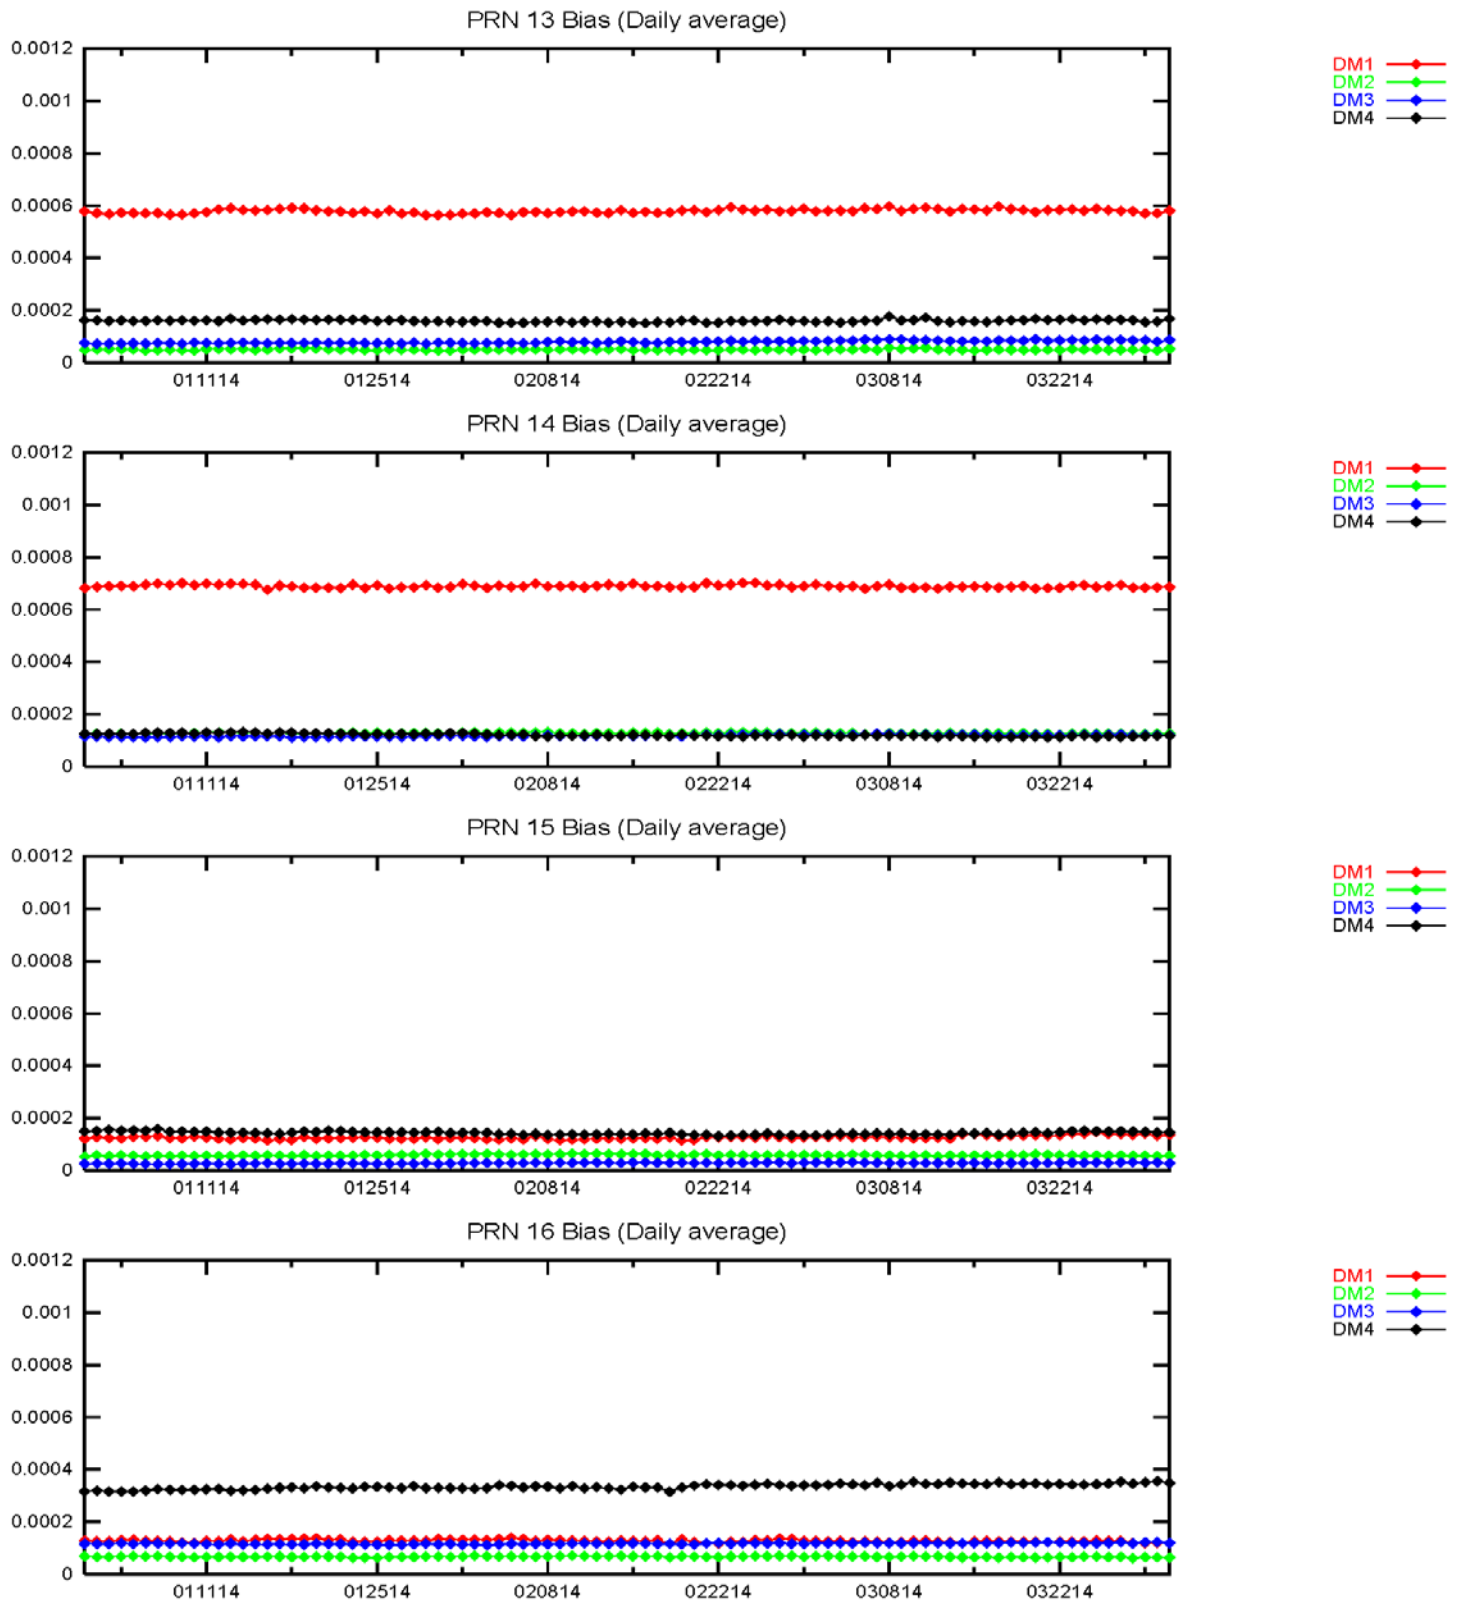 PRN 13 Bias (Daily average)
0.0012
0.001
0.0008
0.0006
0.0004
0.0002
0
011114 012514 020814 022214 030814 032214
DM1
DM2
DM3
DM4
PRN 14 Bias (Daily average)
0.0012
0.001
0.0008
0.0006
0.0004
0.0002
0
011114 012514 020814 022214 030814 032214
DM1
DM2
DM3
DM4
PRN 15 Bias (Daily average)
0.0012
0.001
0.0008
0.0006
0.0004
0.0002
0
011114 012514 020814 022214 030814 032214
DM1
DM2
DM3
DM4
PRN 16 Bias (Daily average)
0.0012
0.001
0.0008
0.0006
0.0004
0.0002
0
011114 012514 020814 022214 030814 032214
DM1
DM2
DM3
DM4